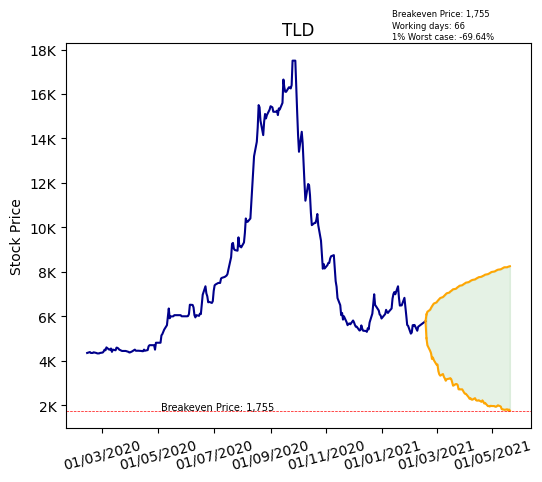 Breakeven Price: 1,755
Working days: 66
1% Worst case: -69.64%
TLD
18K
16K
14K
12K
10K
8K
6K
4K
2K
Stock Price
Breakeven Price: 1,755
01/03/2020
01/05/2020
01/07/2020
01/09/2020
01/11/2020
01/01/2021
01/03/2021
01/05/2021